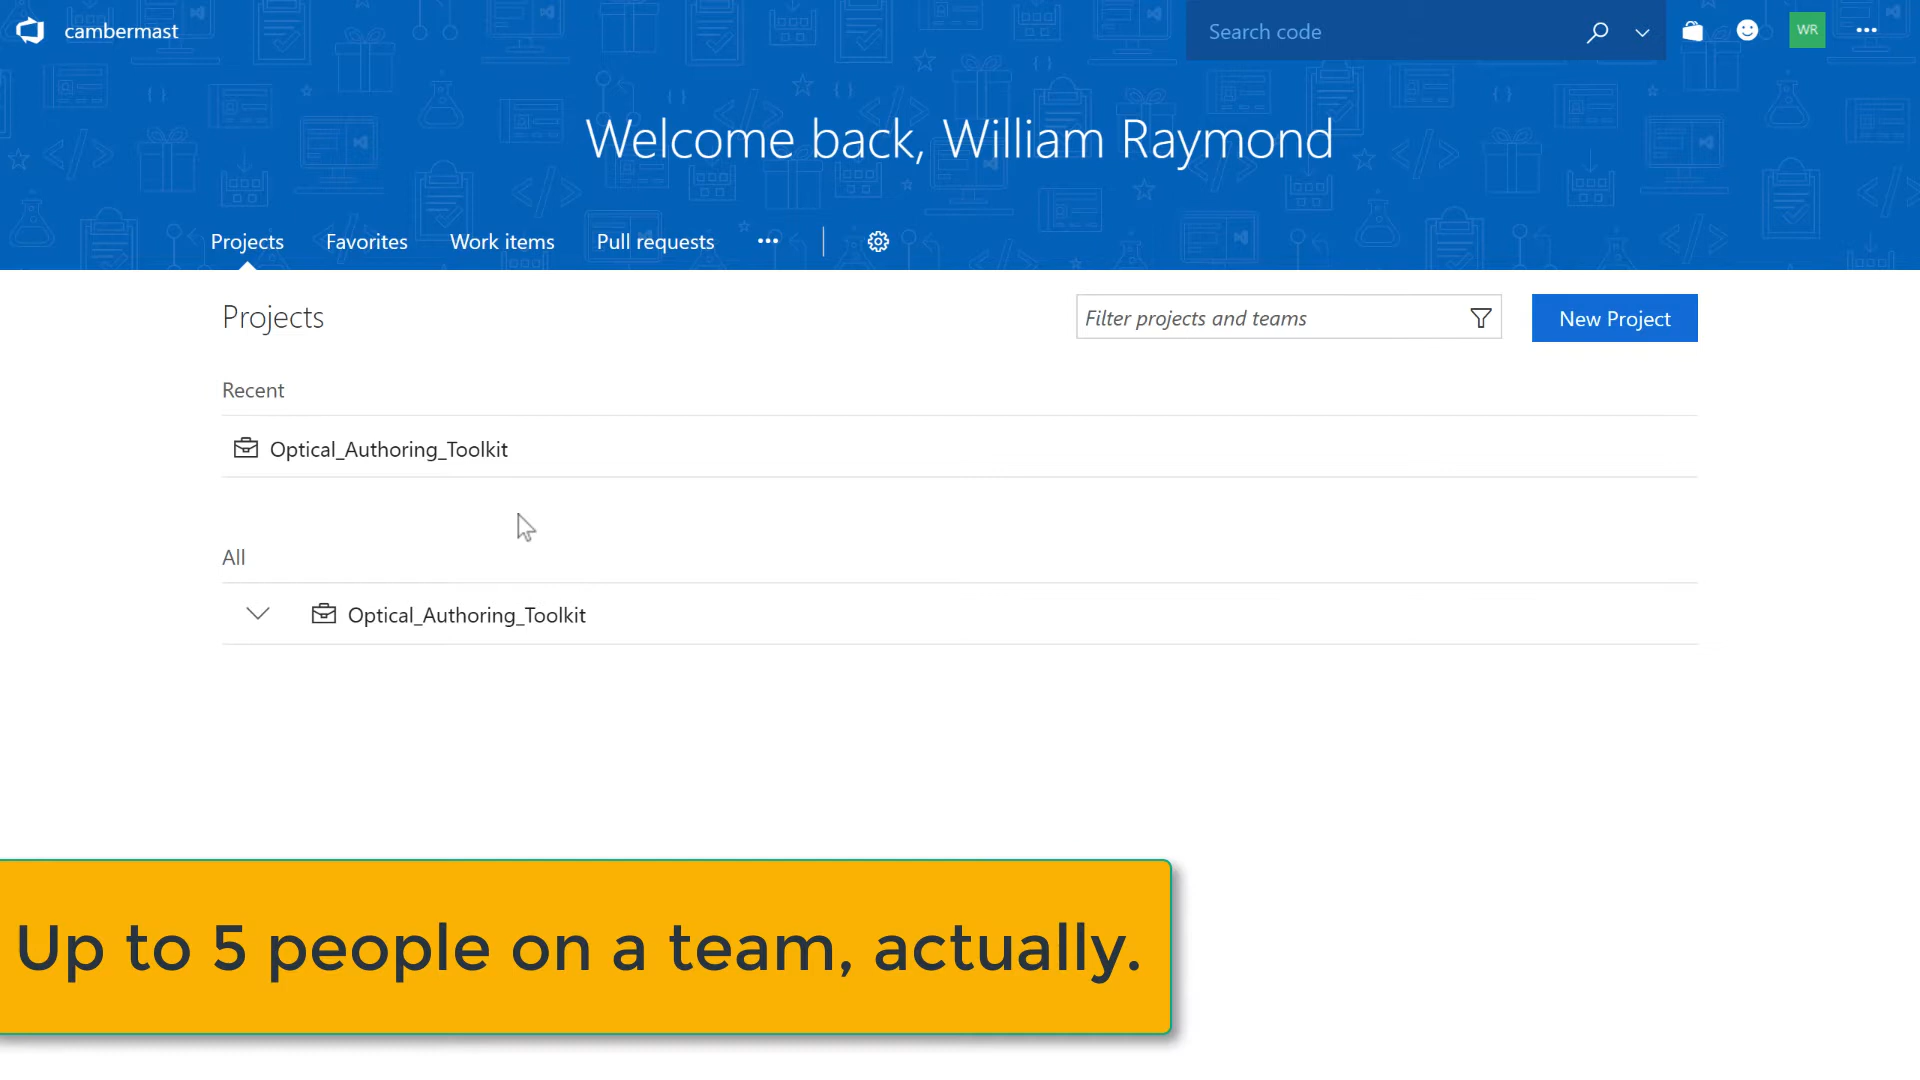 cambermast
Search code
WR
Welcome back, William Raymond
Projects Favorites Work items Pull requests
Projects
Filter projects and teams
New Project
Recent
Optical_Authoring_Toolkit
All
Optical_Authoring_Toolkit
Up to 5 people on a team, actually.